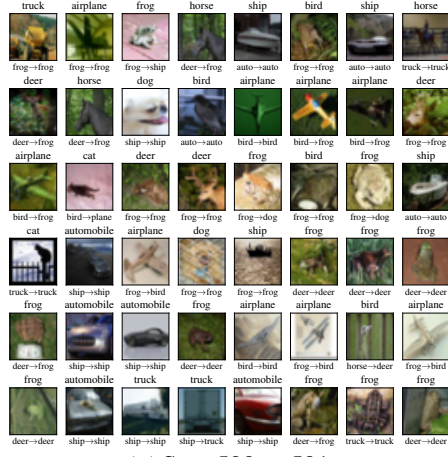 truck airplane frog horse ship bird ship horse
frog→frog frog→frog frog→ship deer→frog auto→auto frog→frog auto→auto truck→truck
deer horse dog bird airplane airplane airplane deer
deer→frog deer→frog ship→ship auto→auto bird→bird bird→frog bird→frog frog→frog
airplane cat deer deer frog bird frog ship
bird→frog bird→plane frog→frog frog→frog frog→dog frog→frog frog→dog auto→auto
cat automobile airplane dog ship frog frog frog
truck→truck ship→ship frog→bird frog→frog frog→frog deer→deer deer→deer deer→deer
frog automobile automobile frog airplane airplane bird airplane
deer→frog ship→ship ship→ship deer→deer bird→bird frog→bird horse→deer frog→bird
frog automobile truck truck automobile frog frog frog
deer→deer ship→ship ship→ship ship→truck ship→ship deer→frog truck→truck deer→deer